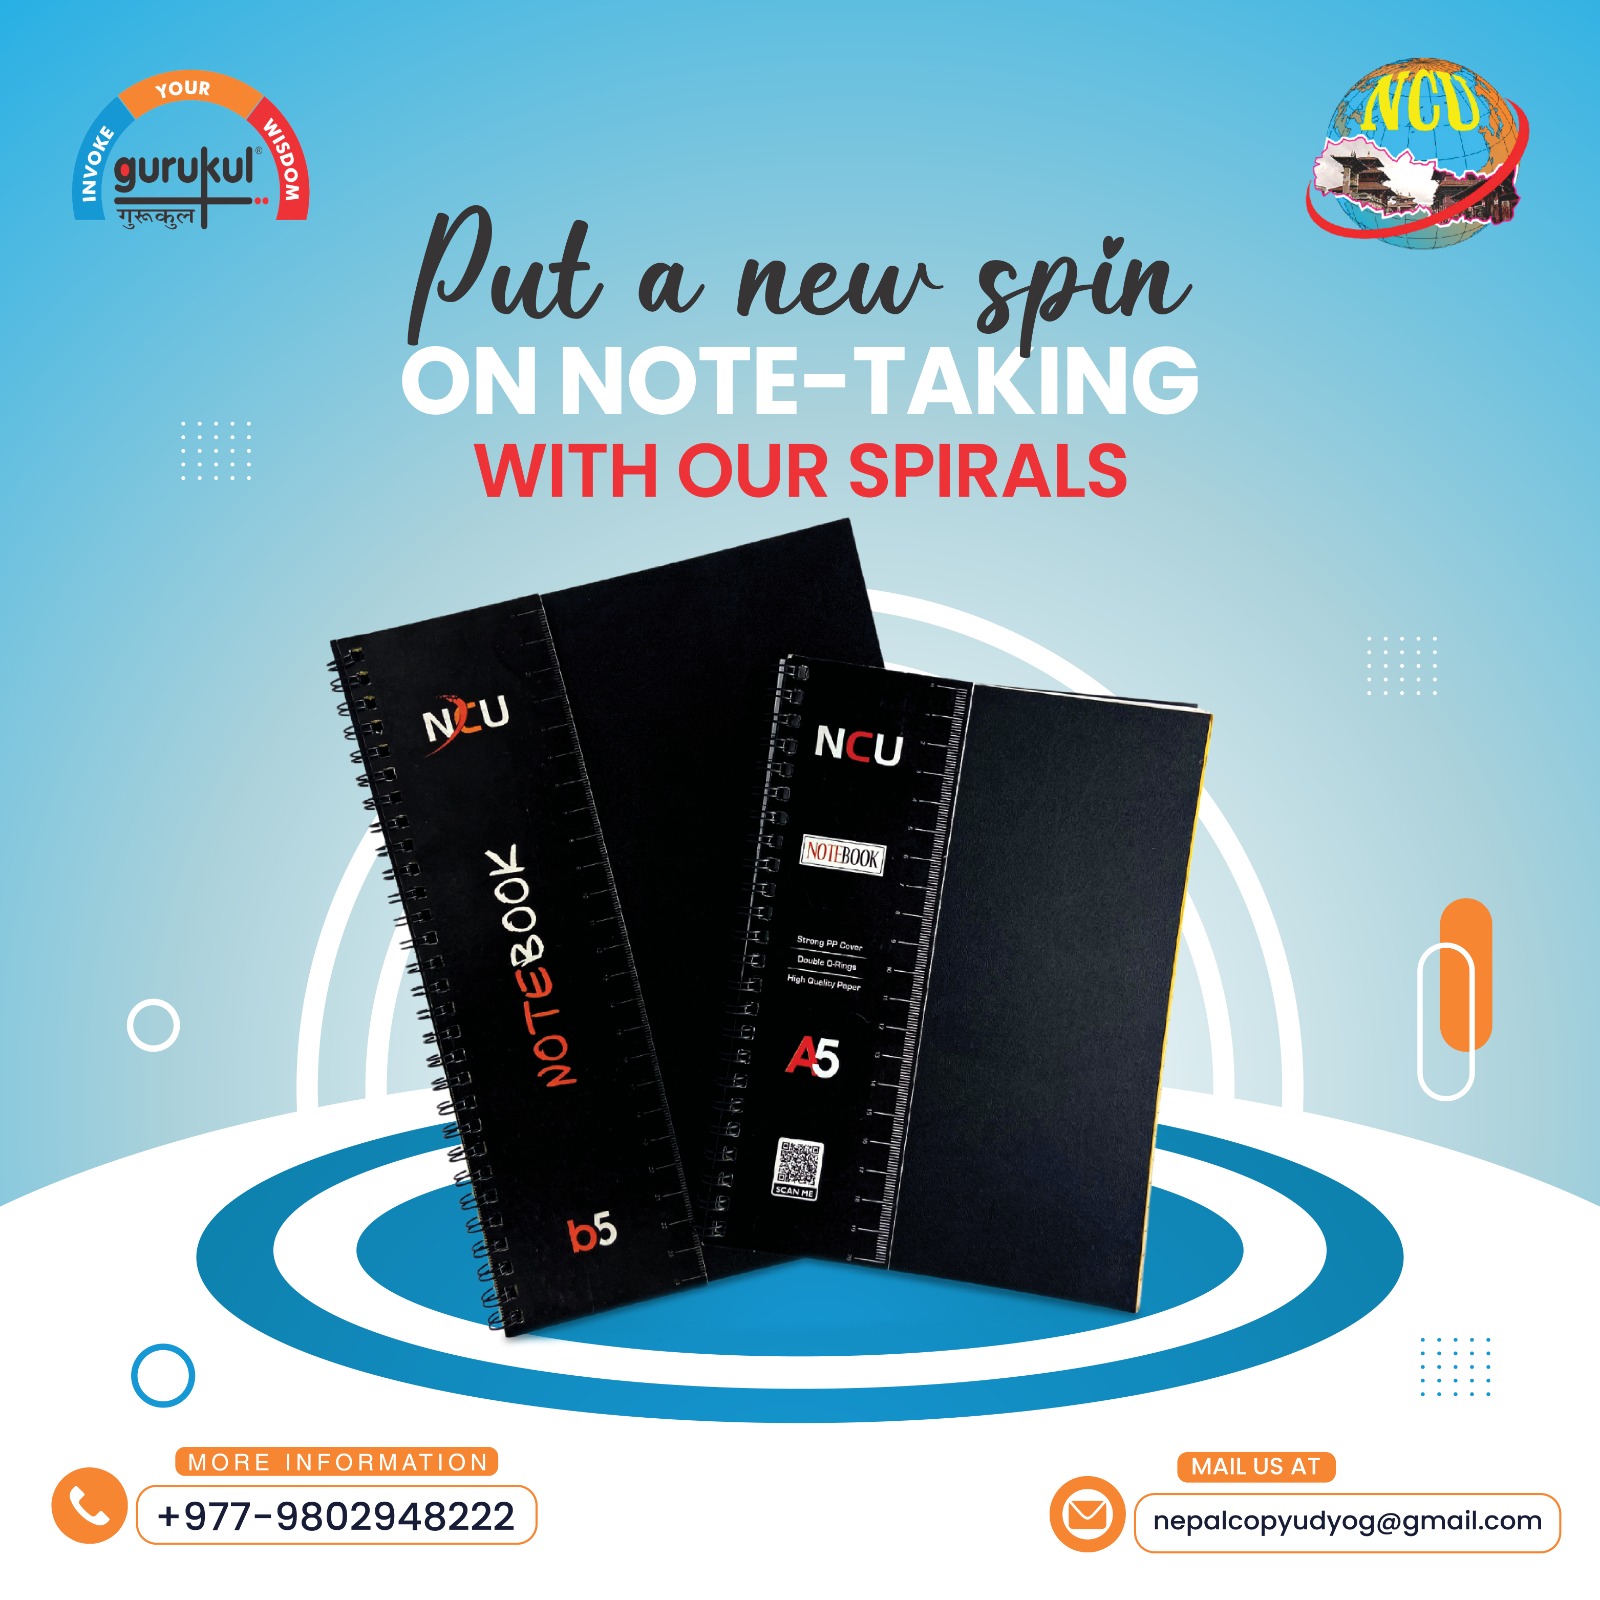 INVOKE YOUR WISDOM
gurukul®
गुरूकुल
NCU
Put a new spin
ON NOTE-TAKING
WITH OUR SPIRALS
NCU
NOTEBOOK
b5
NCU
NOTEBOOK
Strong PP Cover
Double O-Rings
High Quality Paper
A5
SCAN ME
MORE INFORMATION
+977-9802948222
MAIL US AT
nepalcopyudyog@gmail.com